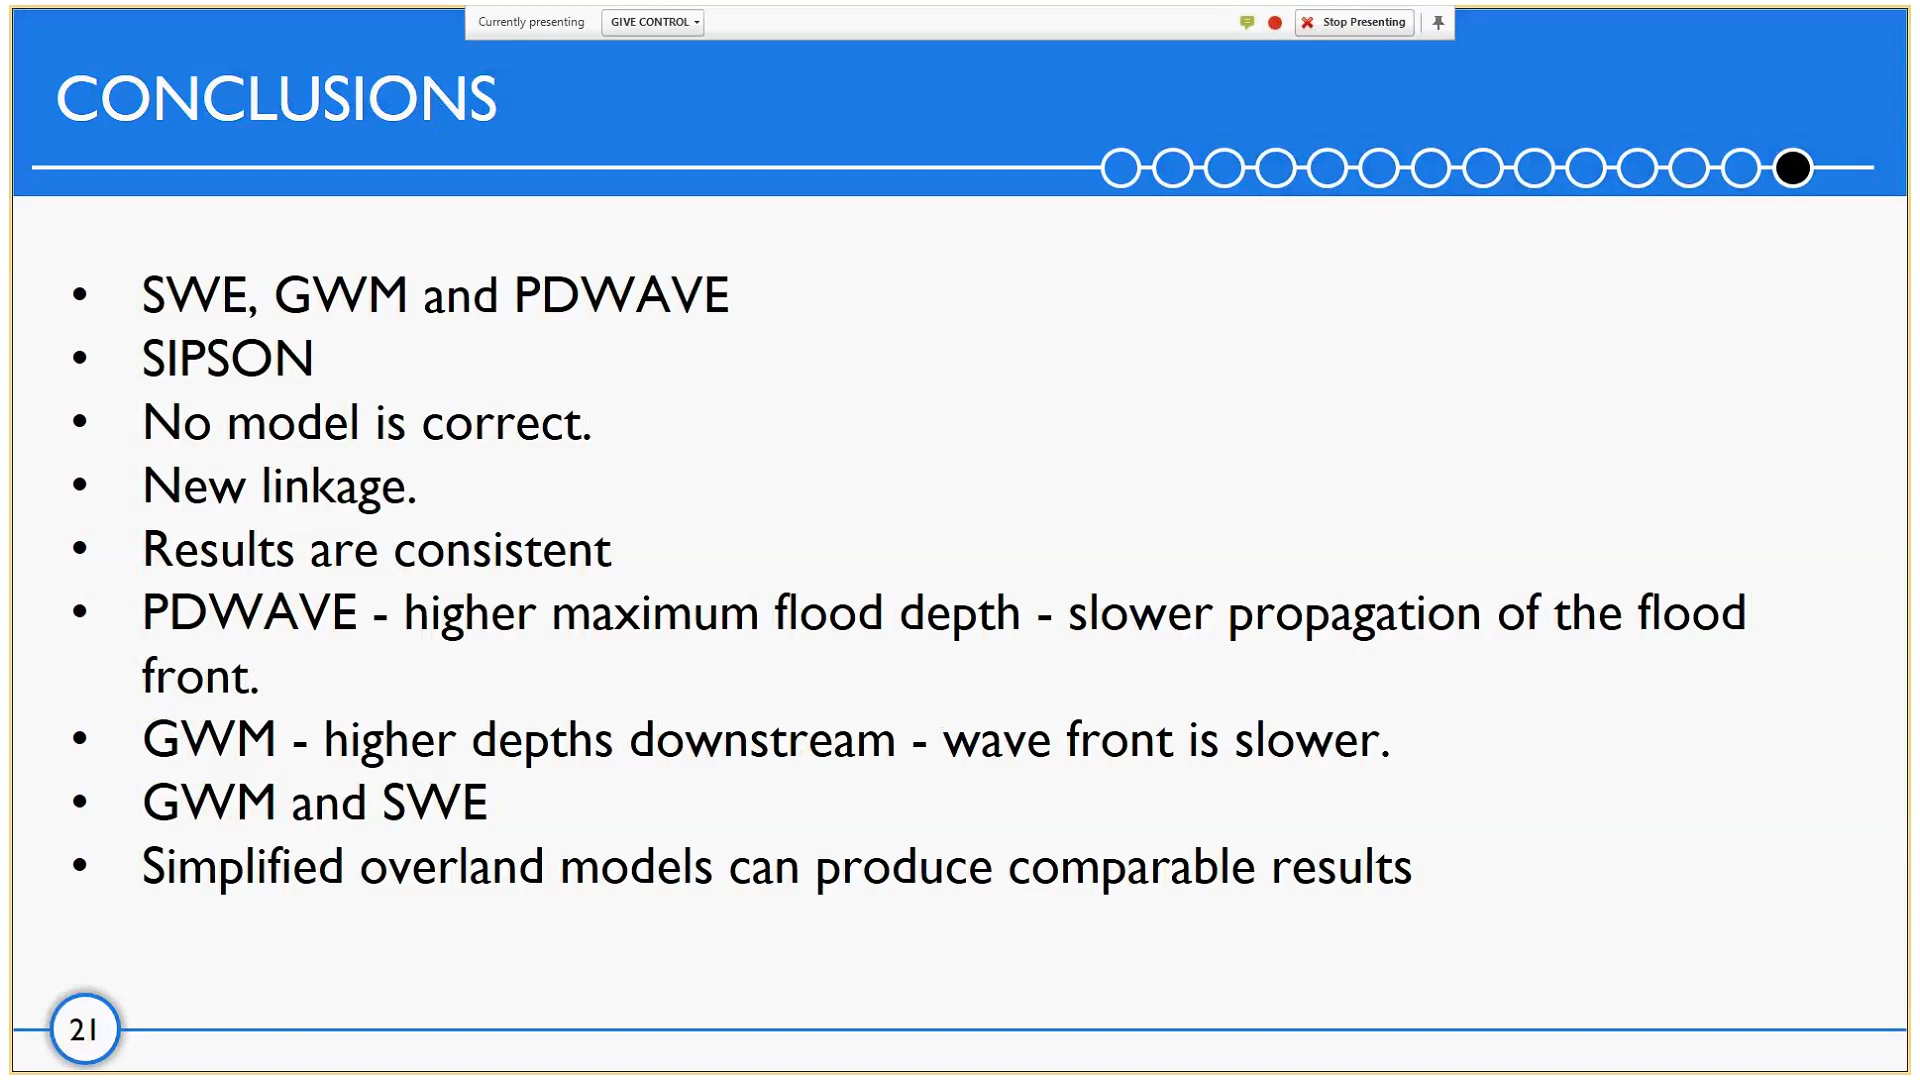 Currently presenting GIVE CONTROL Stop Presenting
CONCLUSIONS
• SWE, GWM and PDWAVE
• SIPSON
• No model is correct.
• New linkage.
• Results are consistent
• PDWAVE - higher maximum flood depth - slower propagation of the flood
front.
• GWM - higher depths downstream - wave front is slower.
• GWM and SWE
• Simplified overland models can produce comparable results
21